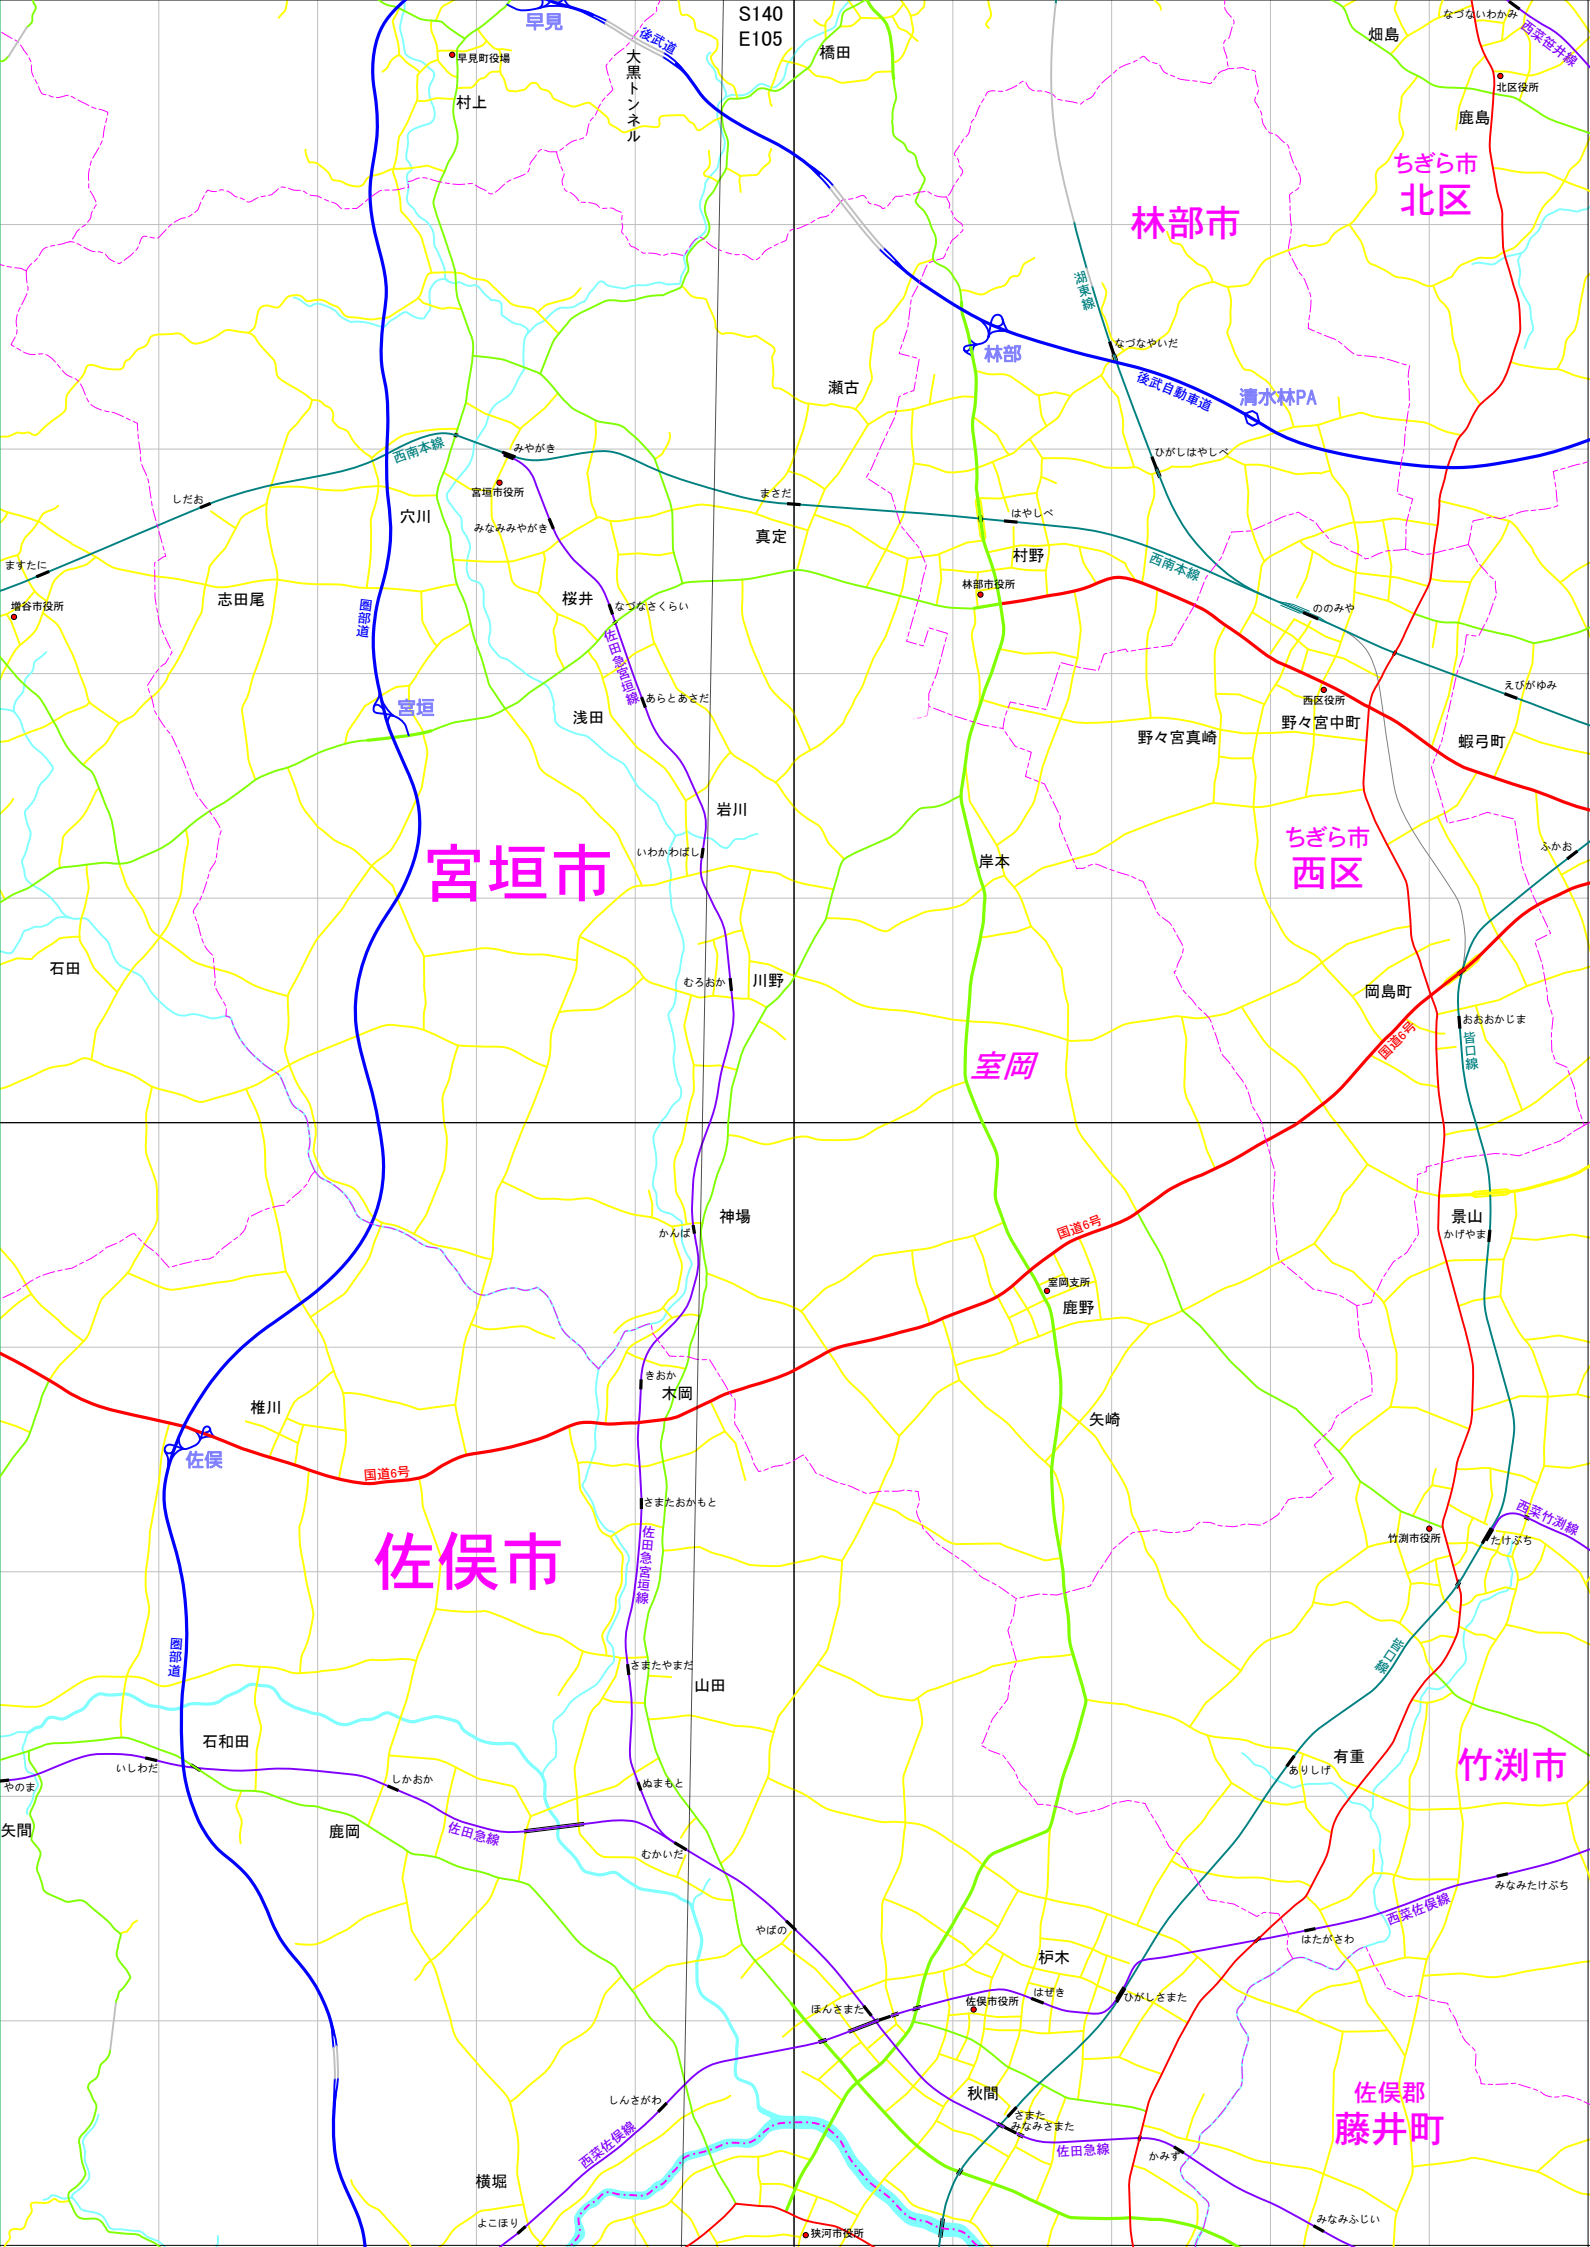 S140
E105
早見
後武道
大黒トンネル
橋田
畑島
なづないわかみ
西菜笹井線
早見町役場
村上
北区役所
鹿島
ちぎら市
北区
林部市
湖東線
なづなやいだ
林部
後武自動車道
清水林PA
瀬古
西南本線
みやがき
宮垣市役所
しだお
まさだ
はやしべ
ひがしはやしべ
穴川
みなみみやがき
真定
村野
西南本線
ますたに
増谷市役所
志田尾
圏部道
桜井
なづなさくらい
林部市役所
ののみや
佐田急宮垣線
あらとあさだ
宮垣
浅田
西区役所
野々宮中町
野々宮真崎
えびがゆみ
蝦弓町
岩川
いわかわばし
宮垣市
岸本
ちぎら市
西区
ふかお
石田
むろおか
川野
岡島町
おおおかじま
国道6号
皆口線
室岡
神場
かんば
国道6号
景山
かげやま
室岡支所
鹿野
きおか
木岡
椎川
佐俣
国道6号
矢崎
さまたおかもと
佐田急宮垣線
佐俣市
西菜竹渕線
竹渕市役所
たけぶち
圏部道
さまたやまだ
山田
皆口線
石和田
いしわだ
やのま
しかおか
ぬまもと
有重
ありしげ
竹渕市
矢間
鹿岡
佐田急線
むかいだ
みなみたけぶち
西菜佐俣線
やばの
はたがさわ
枦木
ほんさまた
佐俣市役所
はぜき
ひがしさまた
しんさがわ
西菜佐俣線
秋間
さまた
みなみさまた
佐田急線
かみず
佐俣郡
藤井町
横堀
よこほり
狭河市役所
みなみふじい